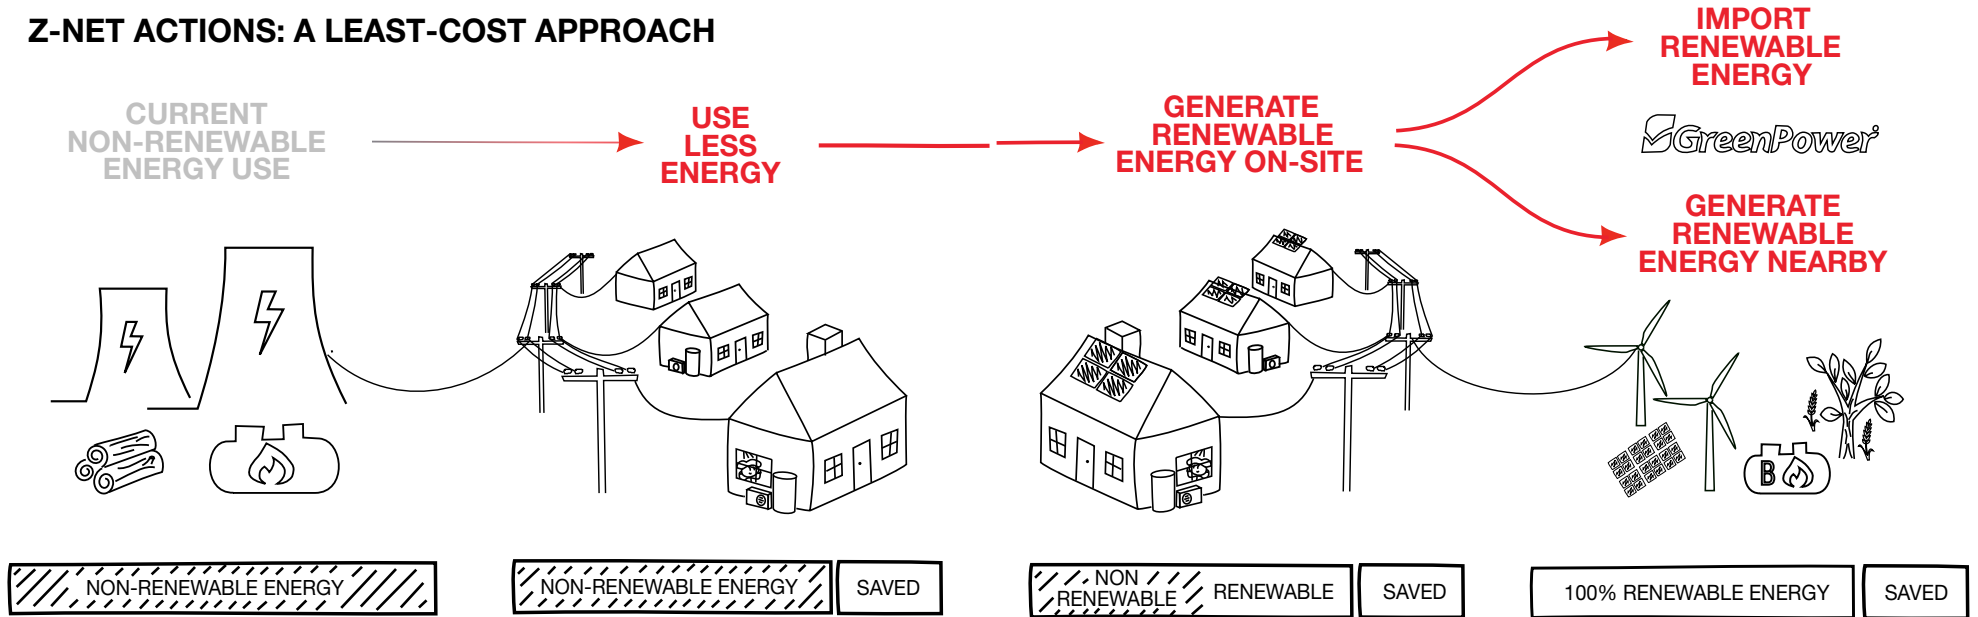 Z-NET ACTIONS: A LEAST-COST APPROACH
CURRENT
NON-RENEWABLE
ENERGY USE
USE
LESS
ENERGY
GENERATE
RENEWABLE
ENERGY ON-SITE
IMPORT
RENEWABLE
ENERGY
GreenPower
GENERATE
RENEWABLE
ENERGY NEARBY
B
NON-RENEWABLE ENERGY
NON-RENEWABLE ENERGY
SAVED
NON
RENEWABLE
RENEWABLE
SAVED
100% RENEWABLE ENERGY
SAVED